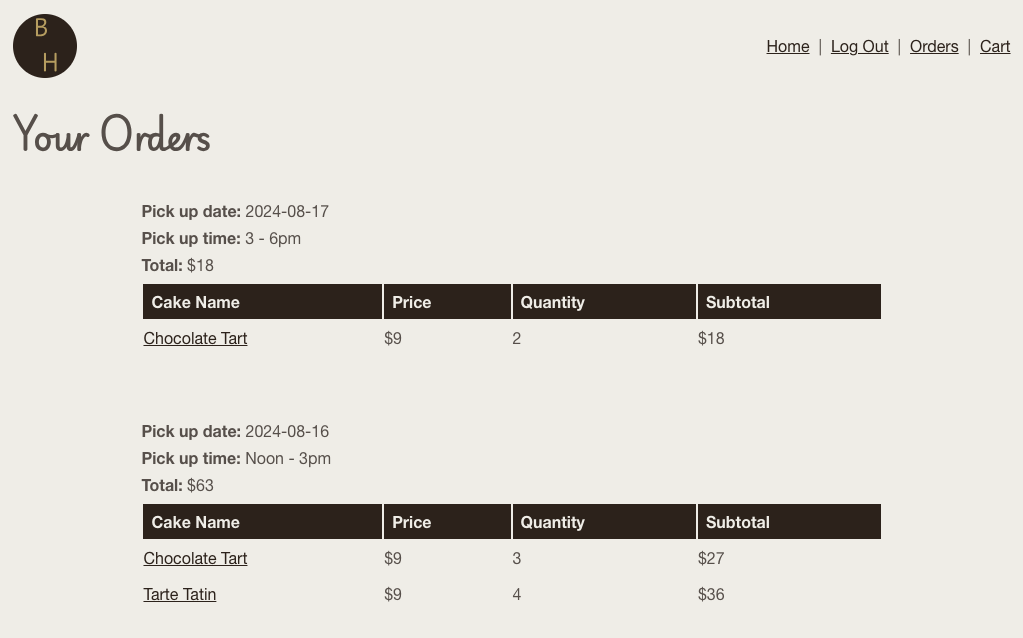 B
H
Home | Log Out | Orders | Cart
Your Orders
Pick up date: 2024-08-17
Pick up time: 3 - 6pm
Total: $18
Cake Name Price Quantity Subtotal
Chocolate Tart $9 2 $18
Pick up date: 2024-08-16
Pick up time: Noon - 3pm
Total: $63
Cake Name Price Quantity Subtotal
Chocolate Tart $9 3 $27
Tarte Tatin $9 4 $36